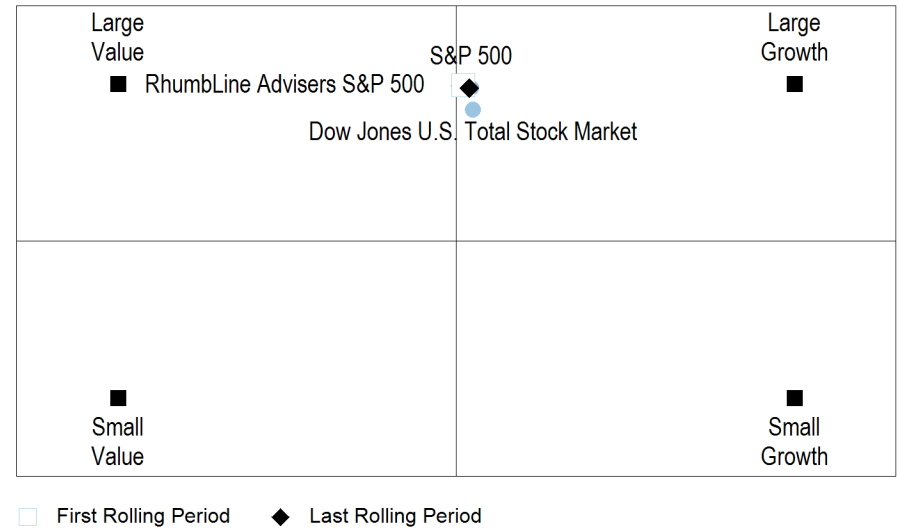 Large
Value
Large
Growth
S&P 500
RhumbLine Advisers S&P 500
Dow Jones U.S. Total Stock Market
Small
Value
Small
Growth
First Rolling Period
Last Rolling Period